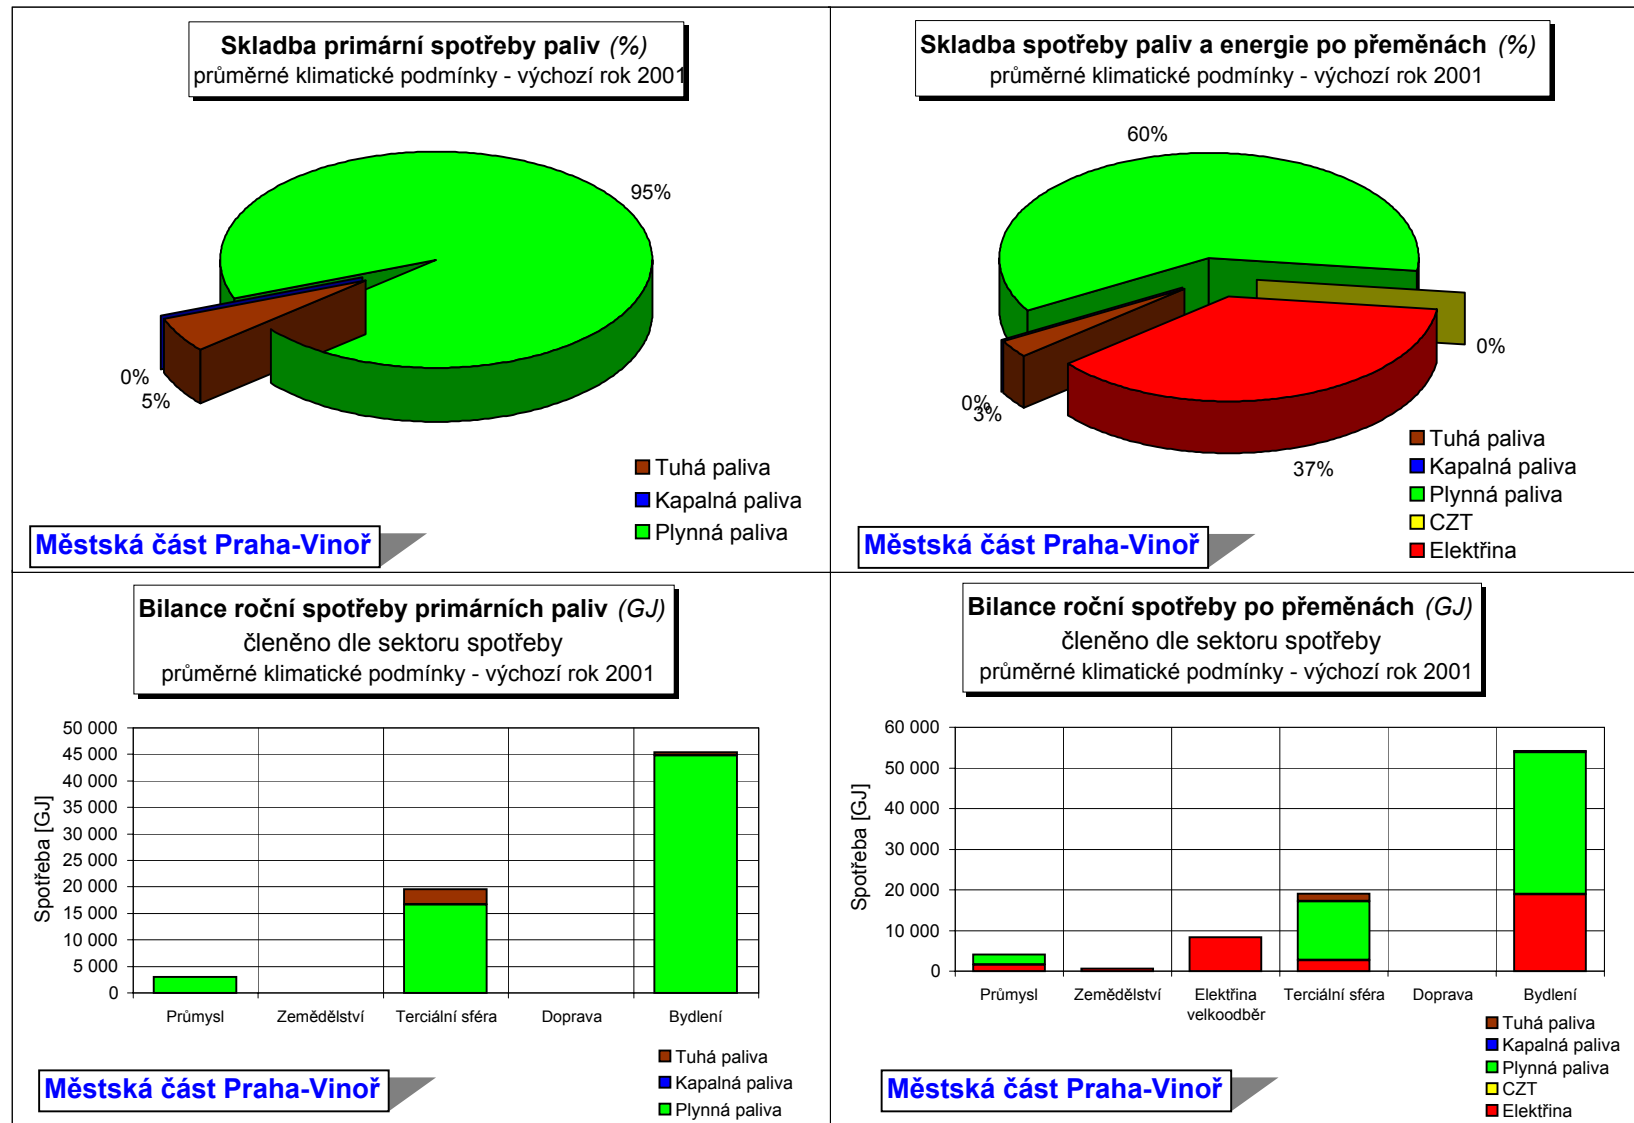 Skladba primární spotřeby paliv (%)
průměrné klimatické podmínky - výchozí rok 2001
95%
0%
5%
Tuhá paliva
Kapalná paliva
Plynná paliva
Městská část Praha-Vinoř
Skladba spotřeby paliv a energie po přeměnách (%)
průměrné klimatické podmínky - výchozí rok 2001
60%
0%
0%
3%
37%
Tuhá paliva
Kapalná paliva
Plynná paliva
CZT
Elektřina
Městská část Praha-Vinoř
Bilance roční spotřeby primárních paliv (GJ)
členěno dle sektoru spotřeby
průměrné klimatické podmínky - výchozí rok 2001
Spotřeba [GJ]
50 000
45 000
40 000
35 000
30 000
25 000
20 000
15 000
10 000
5 000
0
Průmysl Zemědělství Terciální sféra Doprava Bydlení
Tuhá paliva
Kapalná paliva
Plynná paliva
Městská část Praha-Vinoř
Bilance roční spotřeby po přeměnách (GJ)
členěno dle sektoru spotřeby
průměrné klimatické podmínky - výchozí rok 2001
Spotřeba [GJ]
60 000
50 000
40 000
30 000
20 000
10 000
0
Průmysl Zemědělství Elektřina Terciální sféra Doprava Bydlení
velkoodběr
Tuhá paliva
Kapalná paliva
Plynná paliva
CZT
Elektřina
Městská část Praha-Vinoř